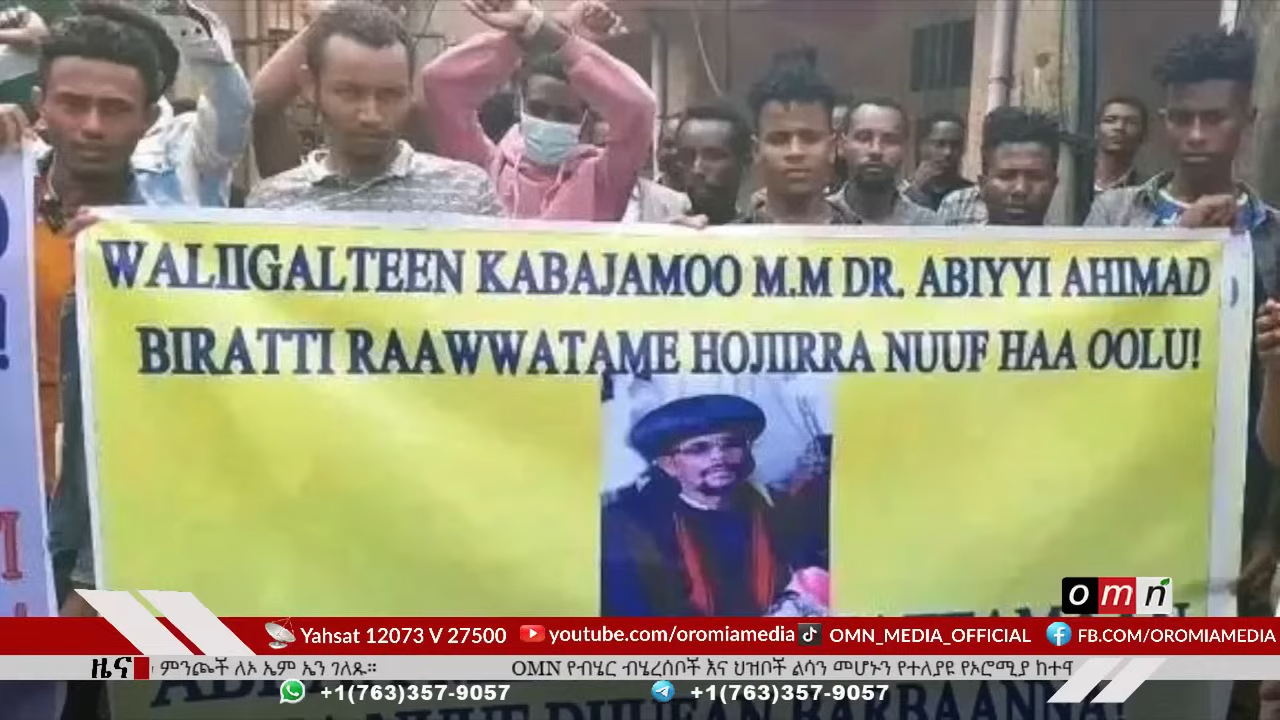 WALIIGALTEEN KABAJAMOO M.M DR. ABIYYI AHIMAD
BIRATTI RAAWWATAME HOJIIRRA NUUF HAA OOLU!
omn
Yahsat 12073 V 27500 youtube.com/oromiamedia OMN_MEDIA_OFFICIAL FB.COM/OROMIAMEDIA
ዜና ምንጮች ለኦ ኤም ኤን ገለጹ። OMN የብሄር ብሄረሰቦች እና ህዝቦች ልሳን መሆኑን የተለያዩ የኦሮሚያ ከተዋ
+1(763)357-9057 +1(763)357-9057